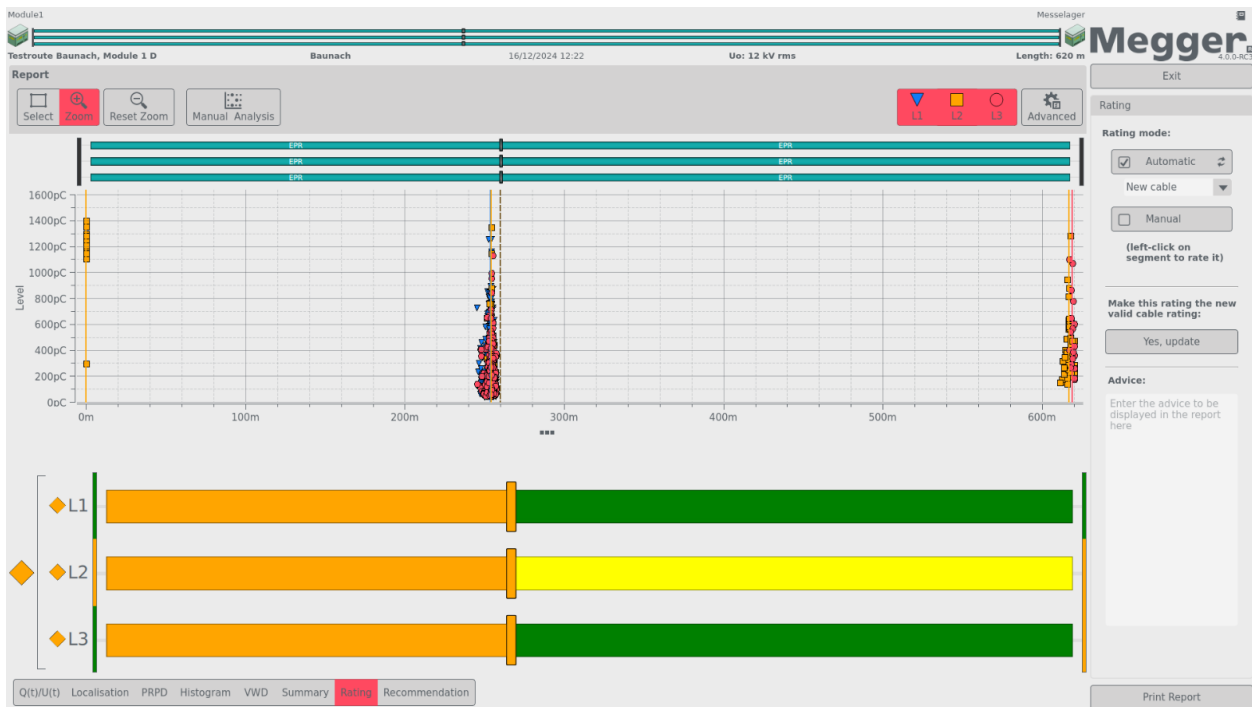 Module1 Messelager
Testroute Baunach, Module 1 D Baunach 16/12/2024 12:22 Uo: 12 kV rms Length: 620 m
Megger.
4.0.0-RC3
Report
Select Zoom Reset Zoom Manual Analysis L1 L2 L3 Advanced
EPR EPR
EPR EPR
EPR EPR
Level
1600pC
1400pC
1200pC
1000pC
800pC
600pC
400pC
200pC
0pC
0m 100m 200m 300m 400m 500m 600m
L1
L2
L3
Q(t)/U(t) Localisation PRPD Histogram VWD Summary Rating Recommendation
Exit
Rating
Rating mode:
Automatic
New cable
Manual
(left-click on
segment to rate it)
Make this rating the new
valid cable rating:
Yes, update
Advice:
Enter the advice to be
displayed in the report
here
Print Report